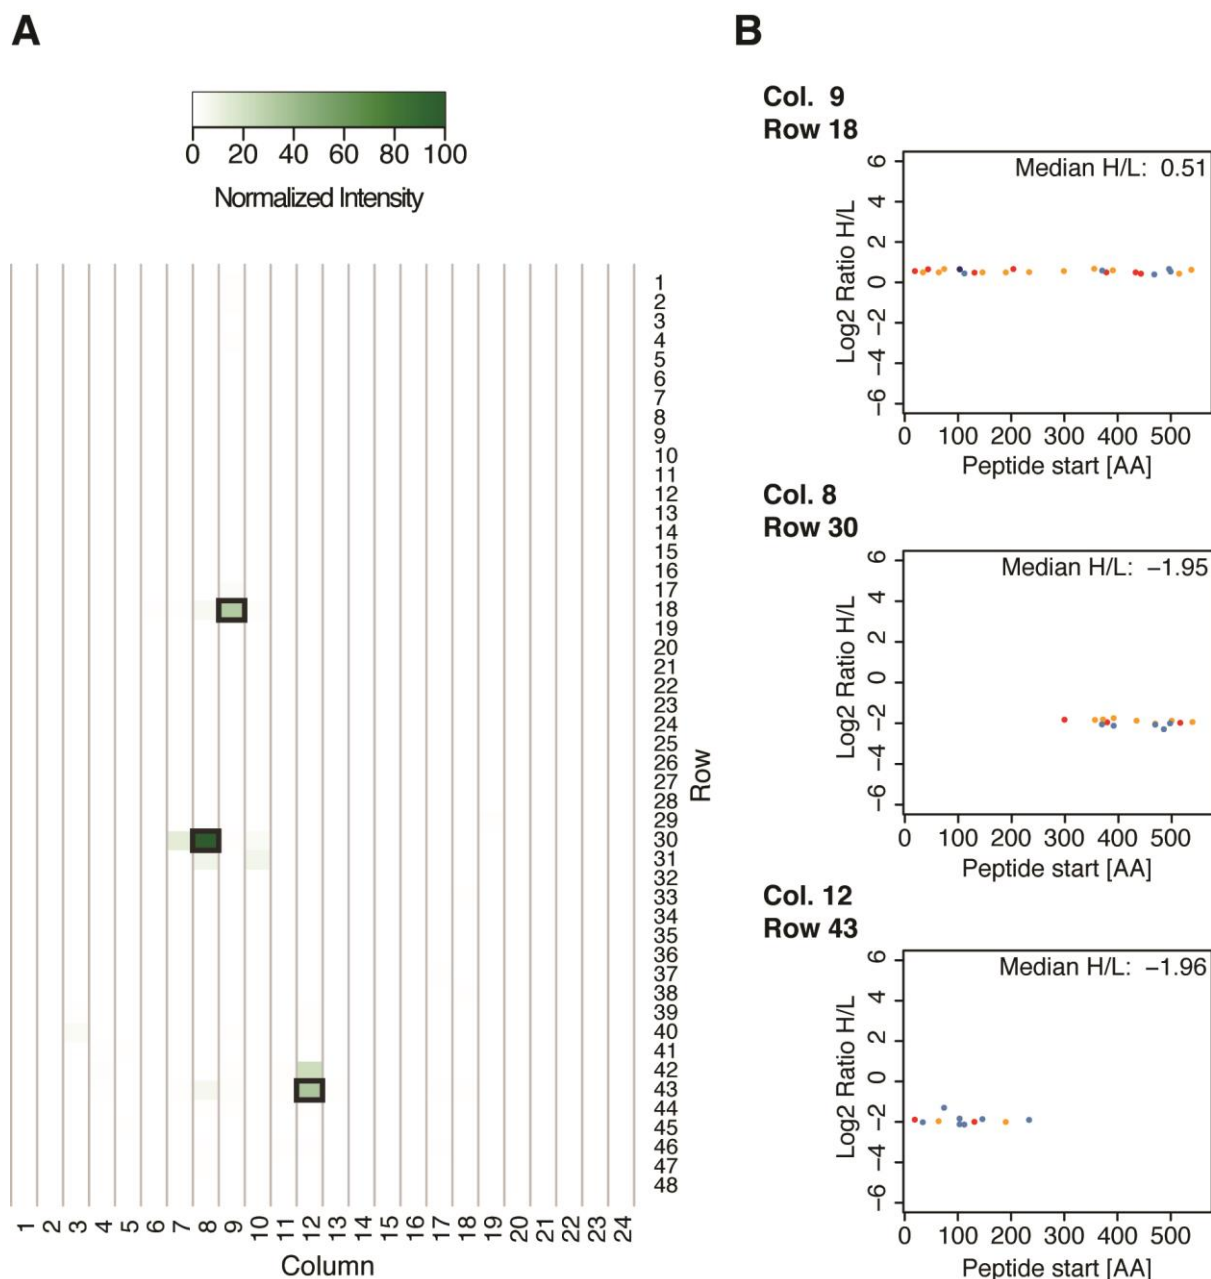 A
0 20 40 60 80 100
Normalized Intensity
1
2
3
4
5
6
7
8
9
10
11
12
13
14
15
16
17
18
19
20
21
22
23
24
25
26
27
28
29
30
31
32
33
34
35
36
37
38
39
40
41
42
43
44
45
46
47
48
Row
1 2 3 4 5 6 7 8 9 10 11 12 13 14 15 16 17 18 19 20 21 22 23 24
Column
B
Col. 9
Row 18
Median H/L: 0.51
Log2 Ratio H/L
6
4
2
0
−2
−4
−6
0 100 200 300 400 500
Peptide start [AA]
Col. 8
Row 30
Median H/L: −1.95
Log2 Ratio H/L
6
4
2
0
−2
−4
−6
0 100 200 300 400 500
Peptide start [AA]
Col. 12
Row 43
Median H/L: −1.96
Log2 Ratio H/L
6
4
2
0
−2
−4
−6
0 100 200 300 400 500
Peptide start [AA]